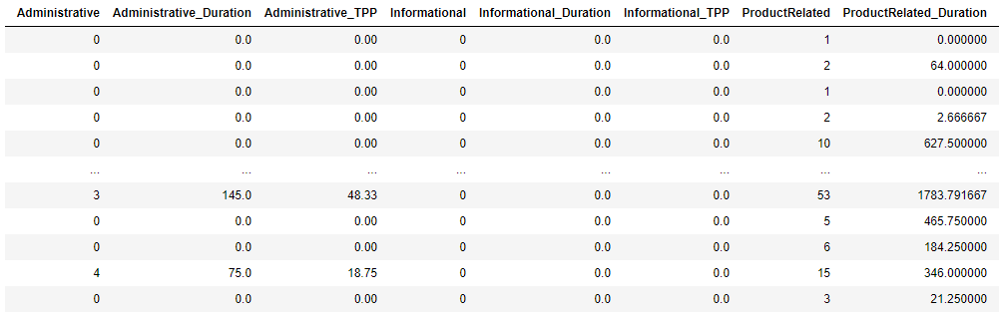 Administrative Administrative_Duration Administrative_TPP Informational Informational_Duration Informational_TPP ProductRelated ProductRelated_Duration
0 0.0 0.00 0 0.0 0.0 1 0.000000
0 0.0 0.00 0 0.0 0.0 2 64.000000
0 0.0 0.00 0 0.0 0.0 1 0.000000
0 0.0 0.00 0 0.0 0.0 2 2.666667
0 0.0 0.00 0 0.0 0.0 10 627.500000
... ... ... ... ... ... ... ...
3 145.0 48.33 0 0.0 0.0 53 1783.791667
0 0.0 0.00 0 0.0 0.0 5 465.750000
0 0.0 0.00 0 0.0 0.0 6 184.250000
4 75.0 18.75 0 0.0 0.0 15 346.000000
0 0.0 0.00 0 0.0 0.0 3 21.250000